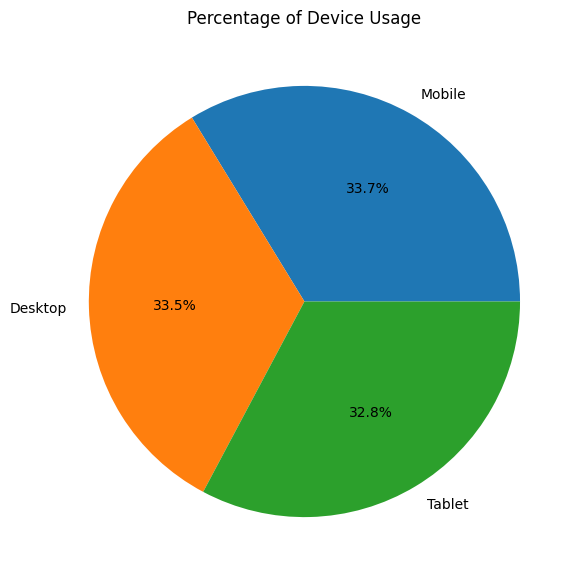 Percentage of Device Usage
Mobile
33.7%
Desktop
33.5%
32.8%
Tablet